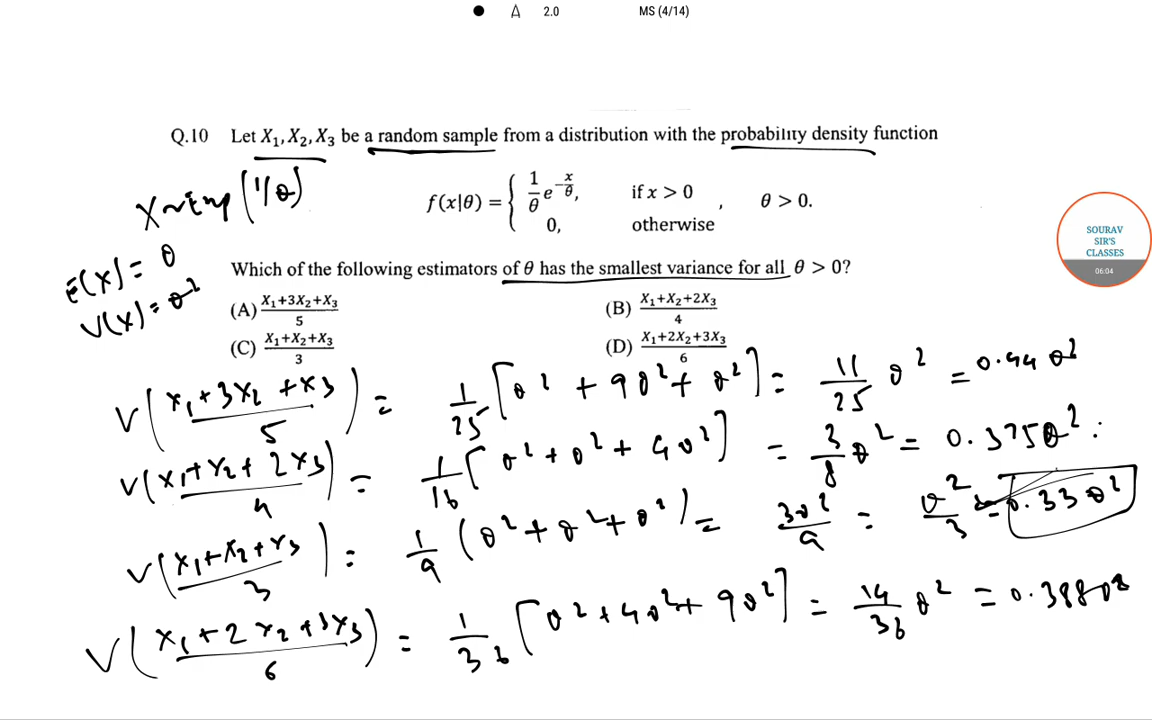 2.0 MS (4/14)
Q.10 Let X₁, X₂, X₃ be a random sample from a distribution with the probability density function
X ~ Exp (1/θ)
f(x|θ) = { 1/θ e^{-x/θ}, if x > 0 , θ > 0.
0, otherwise
SOURAV
SIR'S
CLASSES
06:04
E(X) = θ
V(X) = θ²
Which of the following estimators of θ has the smallest variance for all θ > 0?
(A) X₁+3X₂+X₃/5 (B) X₁+X₂+2X₃/4
(C) X₁+X₂+X₃/3 (D) X₁+2X₂+3X₃/6
V(x₁+3x₂+x₃/5) = 1/25 [θ² + 9θ² + θ²] = 11/25 θ² = 0.44 θ²
V(x₁+x₂+2x₃/4) = 1/16 [θ² + θ² + 4θ²] = 3/8 θ² = 0.375θ²
V(x₁+x₂+x₃/3) = 1/9 (θ² + θ² + θ²) = 3θ²/9 = θ²/3 = 0.33 θ²
V(x₁+2x₂+3x₃/6) = 1/36 [θ² + 4θ² + 9θ²] = 14/36 θ² = 0.388θ²